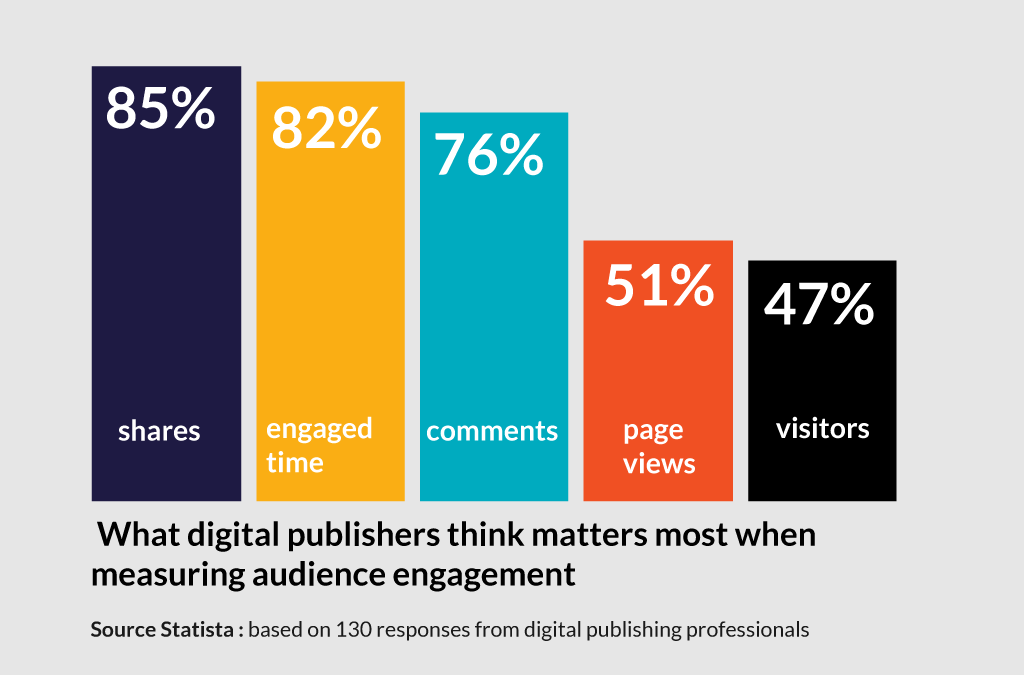 85%
82%
76%
51%
47%
shares
engaged
time
comments
page
views
visitors
What digital publishers think matters most when
measuring audience engagement
Source Statista : based on 130 responses from digital publishing professionals